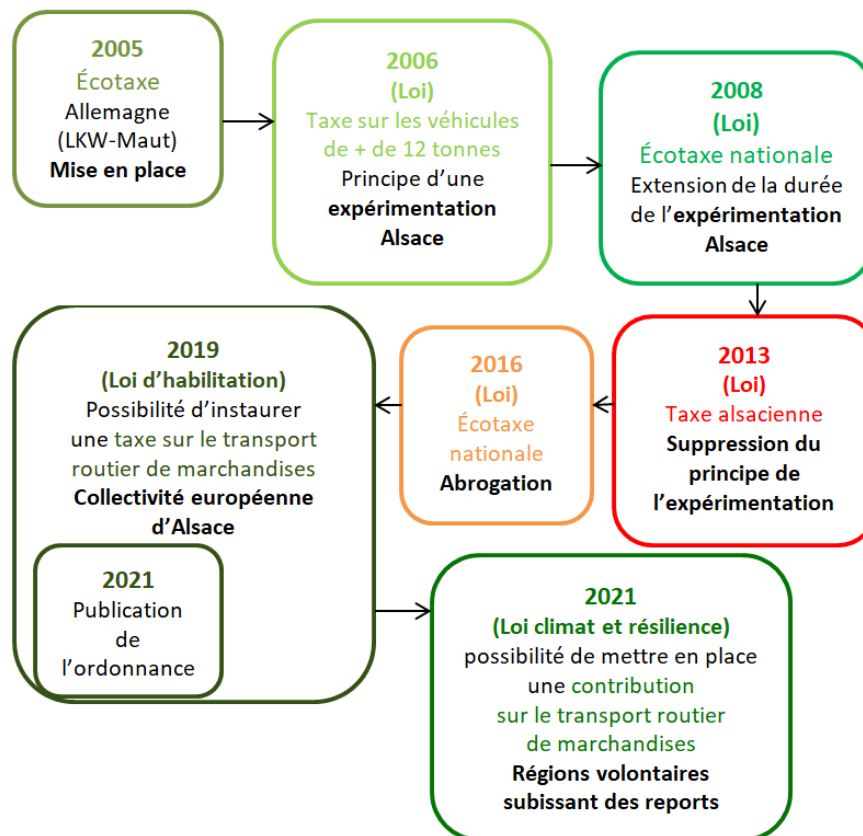 2005
Écotaxe
Allemagne
(LKW-Maut)
Mise en place
2006
(Loi)
Taxe sur les véhicules
de + de 12 tonnes
Principe d’une
expérimentation
Alsace
2008
(Loi)
Écotaxe nationale
Extension de la durée
de l’expérimentation
Alsace
2013
(Loi)
Taxe alsacienne
Suppression du
principe de
l’expérimentation
2016
(Loi)
Écotaxe
nationale
Abrogation
2019
(Loi d’habilitation)
Possibilité d’instaurer
une taxe sur le transport
routier de marchandises
Collectivité européenne
d’Alsace
2021
Publication
de
l’ordonnance
2021
(Loi climat et résilience)
possibilité de mettre en place
une contribution
sur le transport routier
de marchandises
Régions volontaires
subissant des reports